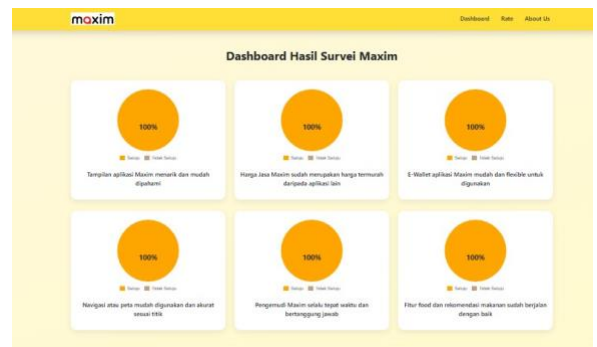 maxim
Dashboard Rate About Us
Dashboard Hasil Survei Maxim
100% 100% 100%
Setuju Tidak Setuju Setuju Tidak Setuju Setuju Tidak Setuju
Tampilan aplikasi Maxim menarik dan mudah
dipahami
Harga Jasa Maxim sudah merupakan harga termurah
daripada aplikasi lain
E-Wallet aplikasi Maxim mudah dan flexible untuk
digunakan
100% 100% 100%
Setuju Tidak Setuju Setuju Tidak Setuju Setuju Tidak Setuju
Navigasi atau peta mudah digunakan dan akurat
sesuai titik
Pengemudi Maxim selalu tepat waktu dan
bertanggung jawab
Fitur food dan rekomendasi makanan sudah berjalan
dengan baik